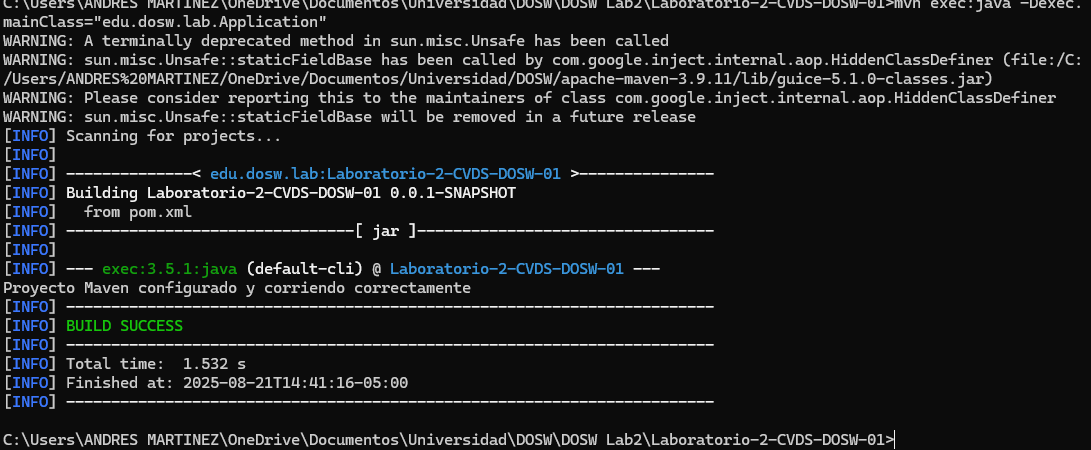 C:\Users\ANDRES MARTINEZ\OneDrive\Documentos\Universidad\DOSW\DOSW Lab2\Laboratorio-2-CVDS-DOSW-01>mvn exec:java -Dexec.
mainClass="edu.dosw.lab.Application"
WARNING: A terminally deprecated method in sun.misc.Unsafe has been called
WARNING: sun.misc.Unsafe::staticFieldBase has been called by com.google.inject.internal.aop.HiddenClassDefiner (file:/C:
/Users/ANDRES%20MARTINEZ/OneDrive/Documentos/Universidad/DOSW/apache-maven-3.9.11/lib/guice-5.1.0-classes.jar)
WARNING: Please consider reporting this to the maintainers of class com.google.inject.internal.aop.HiddenClassDefiner
WARNING: sun.misc.Unsafe::staticFieldBase will be removed in a future release
[INFO] Scanning for projects...
[INFO]
[INFO] --------------< edu.dosw.lab:Laboratorio-2-CVDS-DOSW-01 >---------------
[INFO] Building Laboratorio-2-CVDS-DOSW-01 0.0.1-SNAPSHOT
[INFO]   from pom.xml
[INFO] --------------------------------[ jar ]---------------------------------
[INFO]
[INFO] --- exec:3.5.1:java (default-cli) @ Laboratorio-2-CVDS-DOSW-01 ---
Proyecto Maven configurado y corriendo correctamente
[INFO] ------------------------------------------------------------------------
[INFO] BUILD SUCCESS
[INFO] ------------------------------------------------------------------------
[INFO] Total time:  1.532 s
[INFO] Finished at: 2025-08-21T14:41:16-05:00
[INFO] ------------------------------------------------------------------------
C:\Users\ANDRES MARTINEZ\OneDrive\Documentos\Universidad\DOSW\DOSW Lab2\Laboratorio-2-CVDS-DOSW-01>